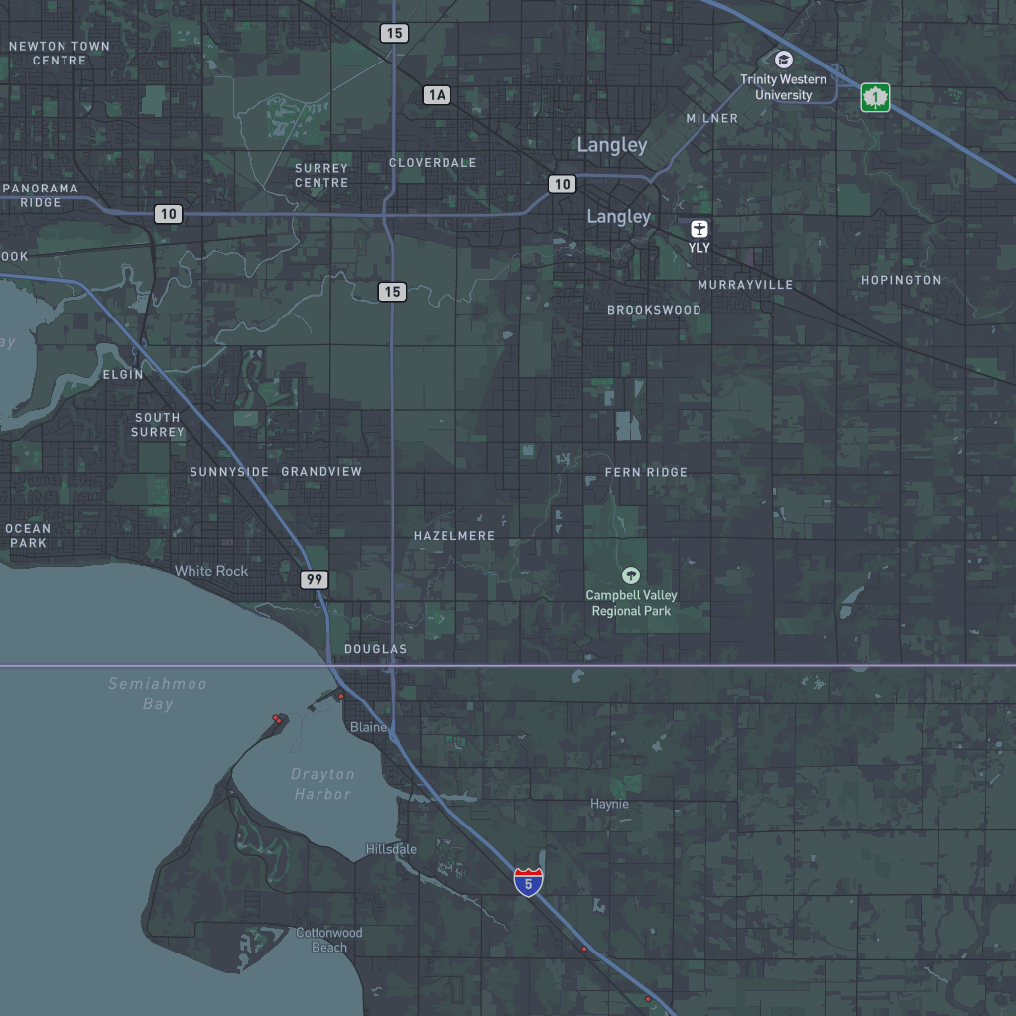 15
NEWTON TOWN
CENTRE
Trinity Western
University
1A
1
MILNER
Langley
CLOVERDALE
SURREY
CENTRE
10
PANORAMA
RIDGE
10
Langley
YLY
OOK
HOPINGTON
MURRAYVILLE
15
BROOKSWOOD
ay
ELGIN
SOUTH
SURREY
SUNNYSIDE
GRANDVIEW
FERN RIDGE
OCEAN
PARK
HAZELMERE
White Rock
99
Campbell Valley
Regional Park
DOUGLAS
Semiahmoo
Bay
Blaine
Drayton
Harbor
Haynie
Hillsdale
5
Cottonwood
Beach